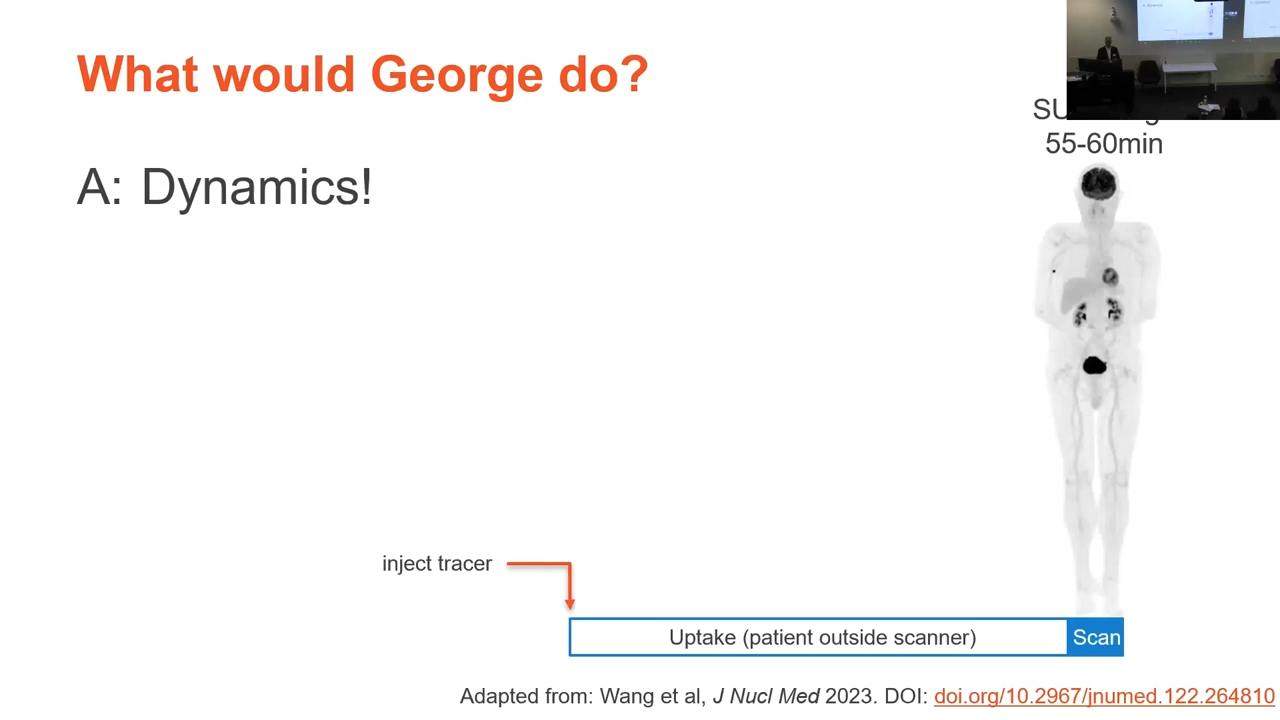 What would George do?
A: Dynamics!
SU
55-60min
inject tracer
Uptake (patient outside scanner)
Scan
Adapted from: Wang et al, J Nucl Med 2023. DOI: doi.org/10.2967/jnumed.122.264810